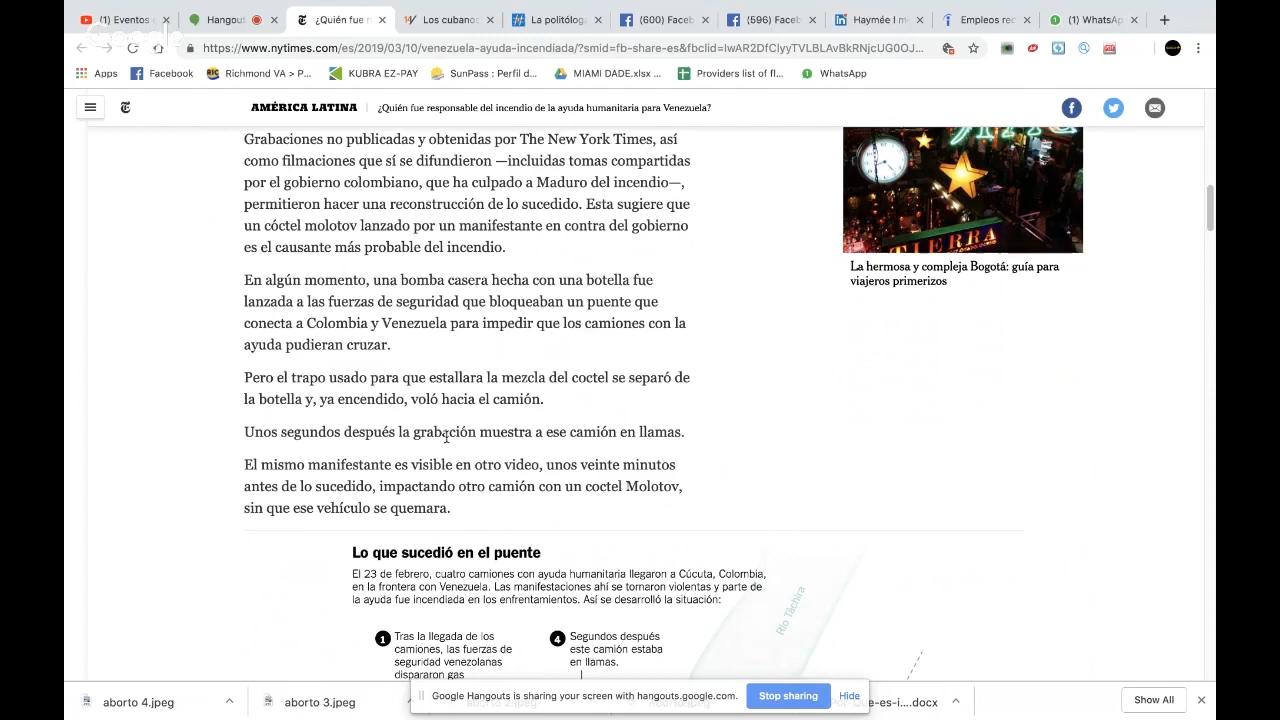 (1) Eventos e
Hangout
¿Quién fue r
Los cubanos
La politólog
(600) Faceb
(596) Faceb
Haymée I m
Empleos rec
(1) WhatsAp
Google
https://www.nytimes.com/es/2019/03/10/venezuela-ayuda-incendiada/?smid=fb-share-es&fbclid=IwAR2DfClyyTVLBLAvBkRNjcUG0OJ...
Apps
Facebook
Richmond VA > P...
KUBRA EZ-PAY
SunPass : Perfil d...
MIAMI DADE.xlsx ...
Providers list of fl...
WhatsApp
AMÉRICA LATINA | ¿Quién fue responsable del incendio de la ayuda humanitaria para Venezuela?
Grabaciones no publicadas y obtenidas por The New York Times, así
como filmaciones que sí se difundieron —incluidas tomas compartidas
por el gobierno colombiano, que ha culpado a Maduro del incendio—,
permitieron hacer una reconstrucción de lo sucedido. Esta sugiere que
un cóctel molotov lanzado por un manifestante en contra del gobierno
es el causante más probable del incendio.
En algún momento, una bomba casera hecha con una botella fue
lanzada a las fuerzas de seguridad que bloqueaban un puente que
conecta a Colombia y Venezuela para impedir que los camiones con la
ayuda pudieran cruzar.
Pero el trapo usado para que estallara la mezcla del coctel se separó de
la botella y, ya encendido, voló hacia el camión.
Unos segundos después la grabación muestra a ese camión en llamas.
El mismo manifestante es visible en otro video, unos veinte minutos
antes de lo sucedido, impactando otro camión con un coctel Molotov,
sin que ese vehículo se quemara.
TIERRA
La hermosa y compleja Bogotá: guía para
viajeros primerizos
Lo que sucedió en el puente
El 23 de febrero, cuatro camiones con ayuda humanitaria llegaron a Cúcuta, Colombia,
en la frontera con Venezuela. Las manifestaciones ahí se tornaron violentas y parte de
la ayuda fue incendiada en los enfrentamientos. Así se desarrolló la situación:
1 Tras la llegada de los
camiones, las fuerzas de
seguridad venezolanas
dispararon gas
4 Segundos después
este camión estaba
en llamas.
Río Táchira
aborto 4.jpeg
aborto 3.jpeg
Google Hangouts is sharing your screen with hangouts.google.com.
Stop sharing
Hide
Que-es-i....docx
Show All